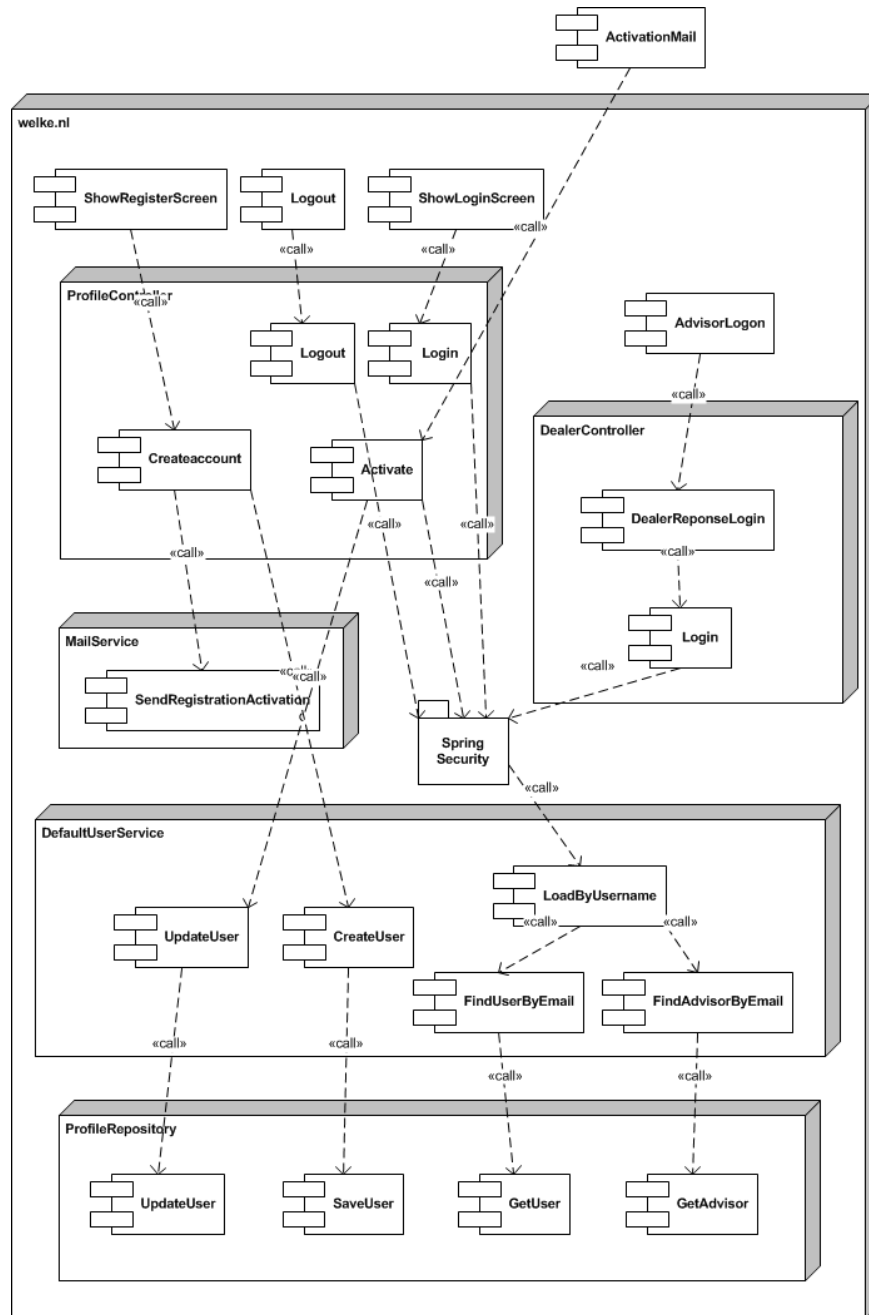 ActivationMail
welke.nl
ShowRegisterScreen
Logout
ShowLoginScreen
«call»
«call»
«call»
ProfileController
«call»
AdvisorLogon
Logout
Login
«call»
DealerController
Createaccount
Activate
DealerReponseLogin
«call»
«call»
«call»
«call»
«call»
MailService
Login
«call»
SendRegistrationActivation
«call»
«call»
Spring
Security
«call»
DefaultUserService
LoadByUsername
«call»
«call»
UpdateUser
CreateUser
FindUserByEmail
FindAdvisorByEmail
«call»
«call»
«call»
«call»
ProfileRepository
UpdateUser
SaveUser
GetUser
GetAdvisor